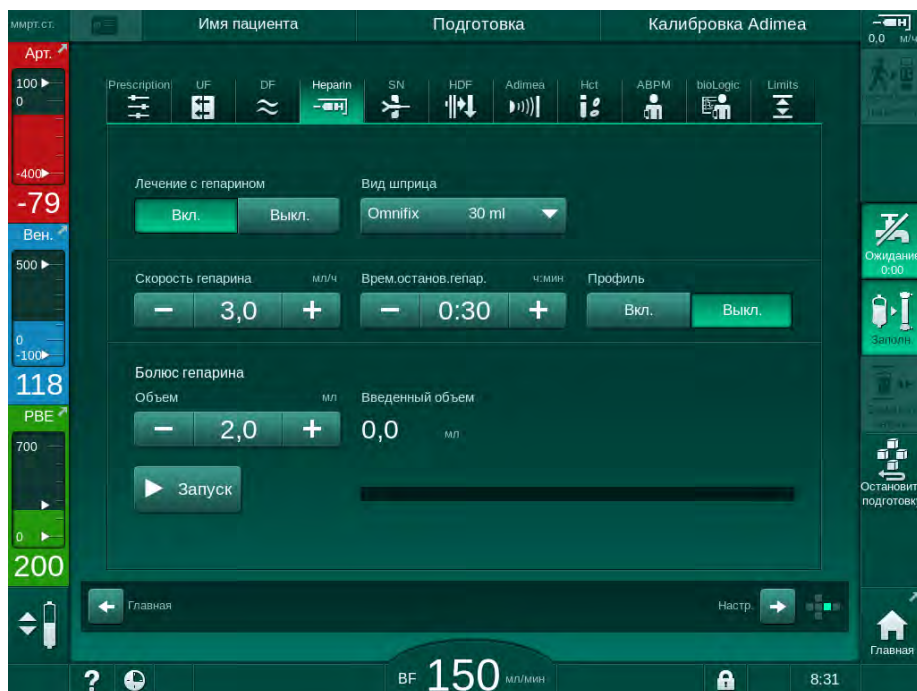 ммрт.ст.
Имя пациента
Подготовка
Калибровка Adimea
0,0 м/ч
Арт.
100
0
-400
-79
Вен.
500
0
-100
118
PBE
700
0
200
Prescription UF DF Heparin SN HDF Adimea Hct ABPM bioLogic Limits
Лечение с гепарином
Вид шприца
Вкл. Выкл.
Omnifix 30 ml
Скорость гепарина мл/ч
Врем.останов.гепар. ч:мин
Профиль
− 3,0 +
− 0:30 +
Вкл. Выкл.
Болюс гепарина
Объем мл
Введенный объем
− 2,0 +
0,0 мл
Запуск
Главная
Настр.
Ожидание
0:00
Заполн.
Остановит
подготовк
Главная
? BF 150 мл/мин 8:31